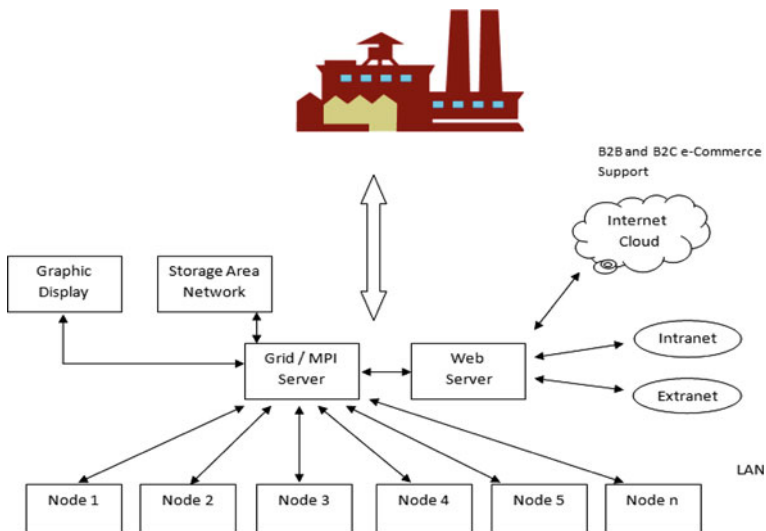 B2B and B2C e-Commerce
Support
Internet
Cloud
Graphic
Display
Storage Area
Network
Grid / MPI
Server
Web
Server
Intranet
Extranet
LAN
Node 1
Node 2
Node 3
Node 4
Node 5
Node n